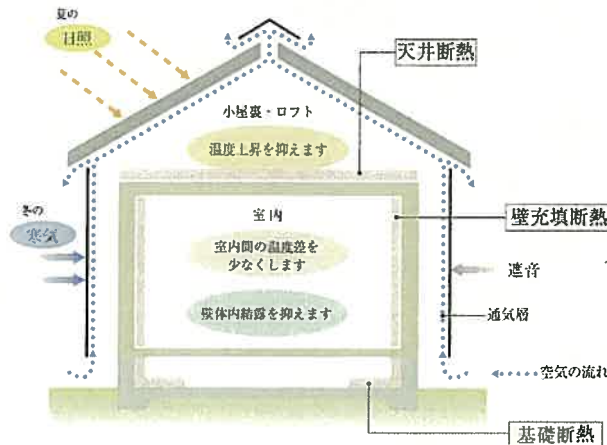 夏の
日照
天井断熱
小屋裏・ロフト
温度上昇を抑えます
冬の
寒気
室内
壁充填断熱
室内間の温度差を
少なくします
遮音
壁体内結露を抑えます
通気層
空気の流れ
基礎断熱